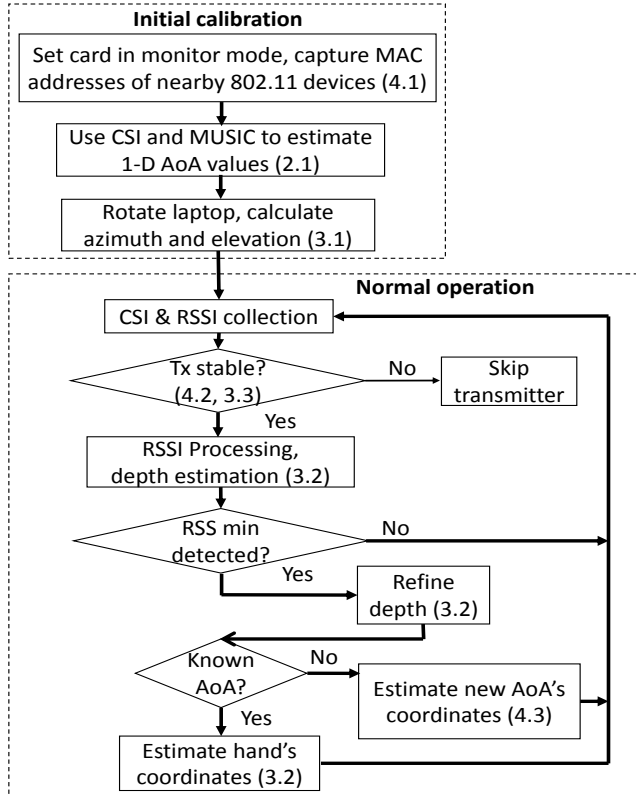 Initial calibration
Set card in monitor mode, capture MAC
addresses of nearby 802.11 devices (4.1)
Use CSI and MUSIC to estimate
1-D AoA values (2.1)
Rotate laptop, calculate
azimuth and elevation (3.1)
Normal operation
CSI & RSSI collection
Tx stable?
(4.2, 3.3)
No
Skip
transmitter
Yes
RSSI Processing,
depth estimation (3.2)
RSS min
detected?
No
Yes
Refine
depth (3.2)
Known
AoA?
No
Estimate new AoA's
coordinates (4.3)
Yes
Estimate hand's
coordinates (3.2)